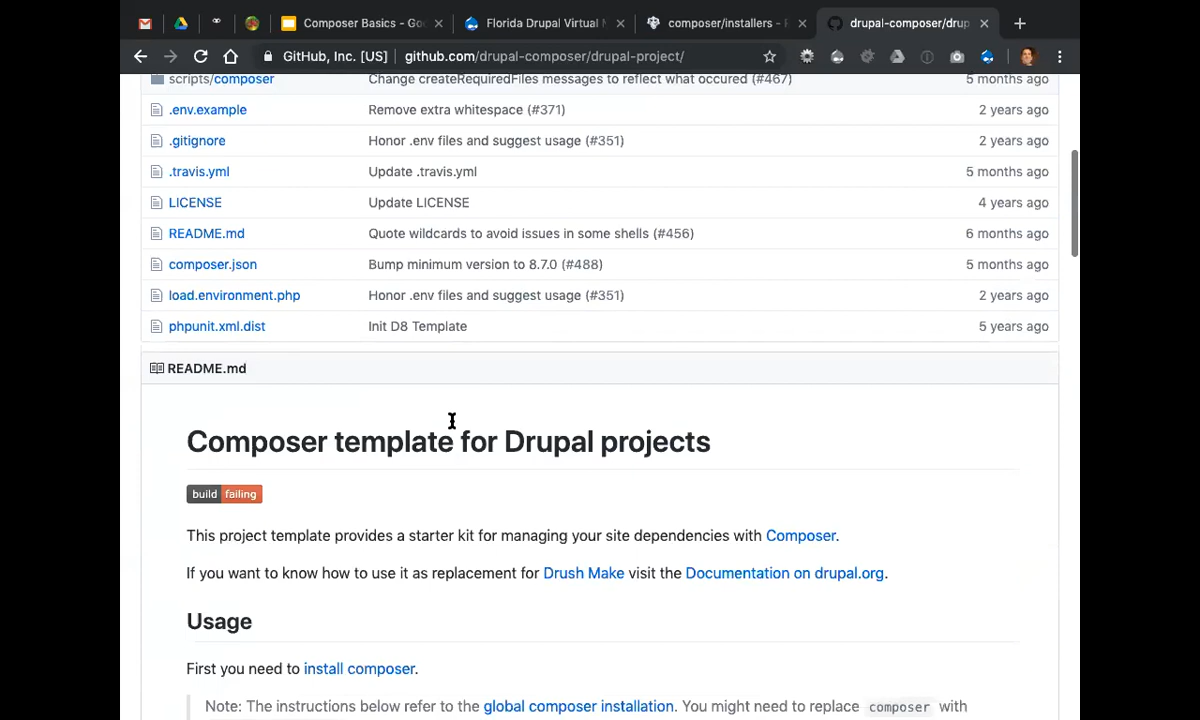 Composer Basics - Go
Florida Drupal Virtual
composer/installers -
drupal-composer/drup
GitHub, Inc. [US]
github.com/drupal-composer/drupal-project/
scripts/composer
Change createRequiredFiles messages to reflect what occured (#467)
5 months ago
.env.example
Remove extra whitespace (#371)
2 years ago
.gitignore
Honor .env files and suggest usage (#351)
2 years ago
.travis.yml
Update .travis.yml
5 months ago
LICENSE
Update LICENSE
4 years ago
README.md
Quote wildcards to avoid issues in some shells (#456)
6 months ago
composer.json
Bump minimum version to 8.7.0 (#488)
5 months ago
load.environment.php
Honor .env files and suggest usage (#351)
2 years ago
phpunit.xml.dist
Init D8 Template
5 years ago
README.md
Composer template for Drupal projects
build failing
This project template provides a starter kit for managing your site dependencies with Composer.
If you want to know how to use it as replacement for Drush Make visit the Documentation on drupal.org.
Usage
First you need to install composer.
Note: The instructions below refer to the global composer installation. You might need to replace composer with